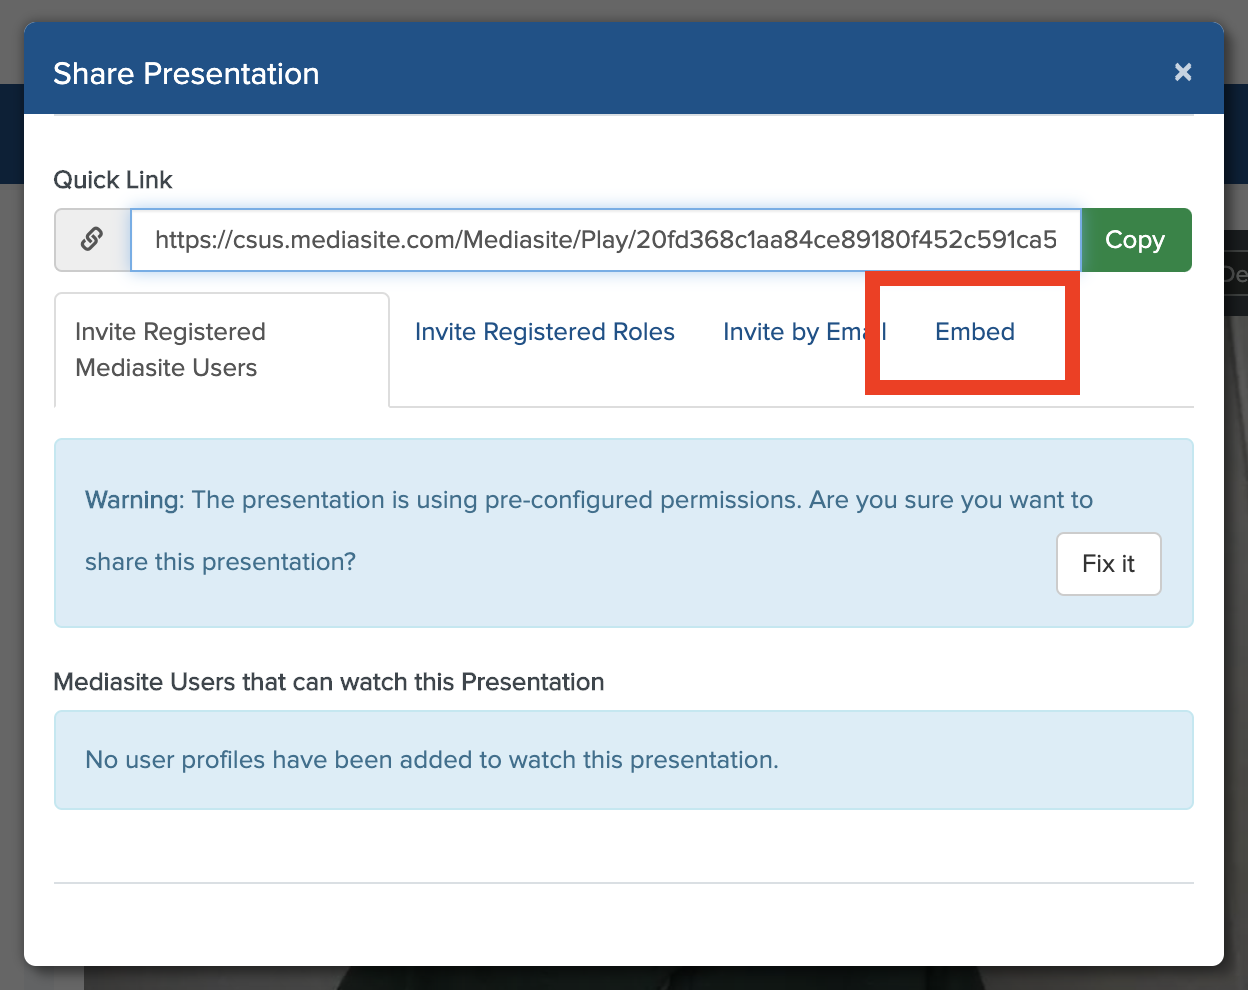 Share Presentation
×
Quick Link
https://csus.mediasite.com/Mediasite/Play/20fd368c1aa84ce89180f452c591ca5
Copy
Invite Registered
Mediasite Users
Invite Registered Roles
Invite by Email
Embed
Warning: The presentation is using pre-configured permissions. Are you sure you want to
share this presentation?
Fix it
Mediasite Users that can watch this Presentation
No user profiles have been added to watch this presentation.